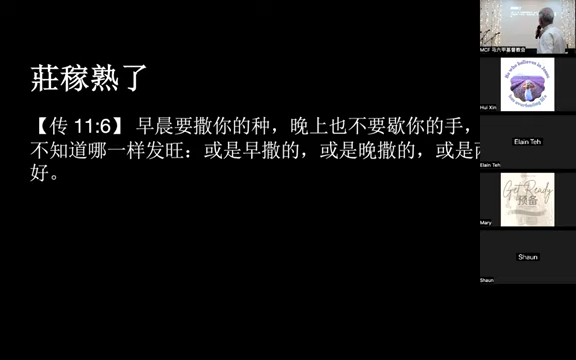 莊稼熟了
【传 11:6】 早晨要撒你的种，晚上也不要歇你的手，
不知道哪一样发旺：或是早撒的，或是晚撒的，或是
好。
MCF 马六甲基督教会
Hui Xin
Elain Teh
Elain Teh
Get Ready
预备
Mary
Shaun
Shaun